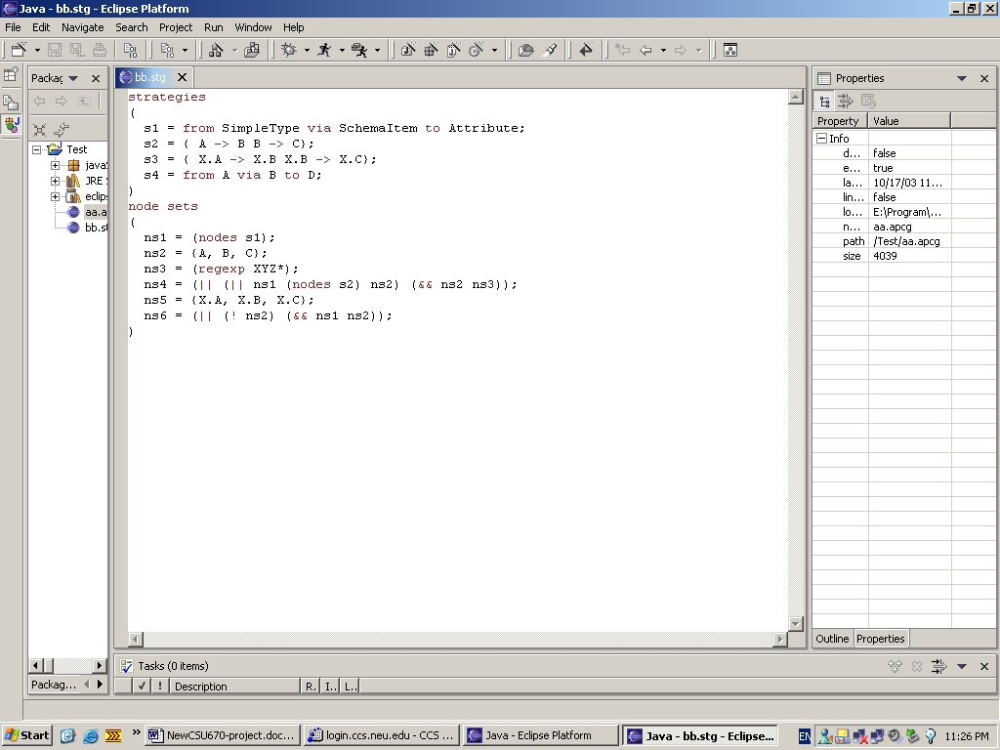 Java - bb.stg - Eclipse Platform
File Edit Navigate Search Project Run Window Help
Packag
Test
java
JRE
eclips
aa.a
bb.st
Packag...
bb.stg
strategies
(
s1 = from SimpleType via SchemaItem to Attribute;
s2 = { A -> B B -> C};
s3 = { X.A -> X.B X.B -> X.C};
s4 = from A via B to D;
)
node sets
(
ns1 = (nodes s1);
ns2 = {A, B, C};
ns3 = (regexp XYZ*);
ns4 = (|| (|| ns1 (nodes s2) ns2) (&& ns2 ns3));
ns5 = {X.A, X.B, X.C};
ns6 = (|| (! ns2) (&& ns1 ns2));
)
Properties
Property Value
Info
d... false
e... true
la... 10/17/03 11...
lin... false
lo... E:\Program\...
n... aa.apcg
path /Test/aa.apcg
size 4039
Outline Properties
Tasks (0 items)
! Description R. I.. L..
Start » NewCSU670-project.doc... login.ccs.neu.edu - CCS ... Java - Eclipse Platform Java - bb.stg - Eclipse... EN 11:26 PM